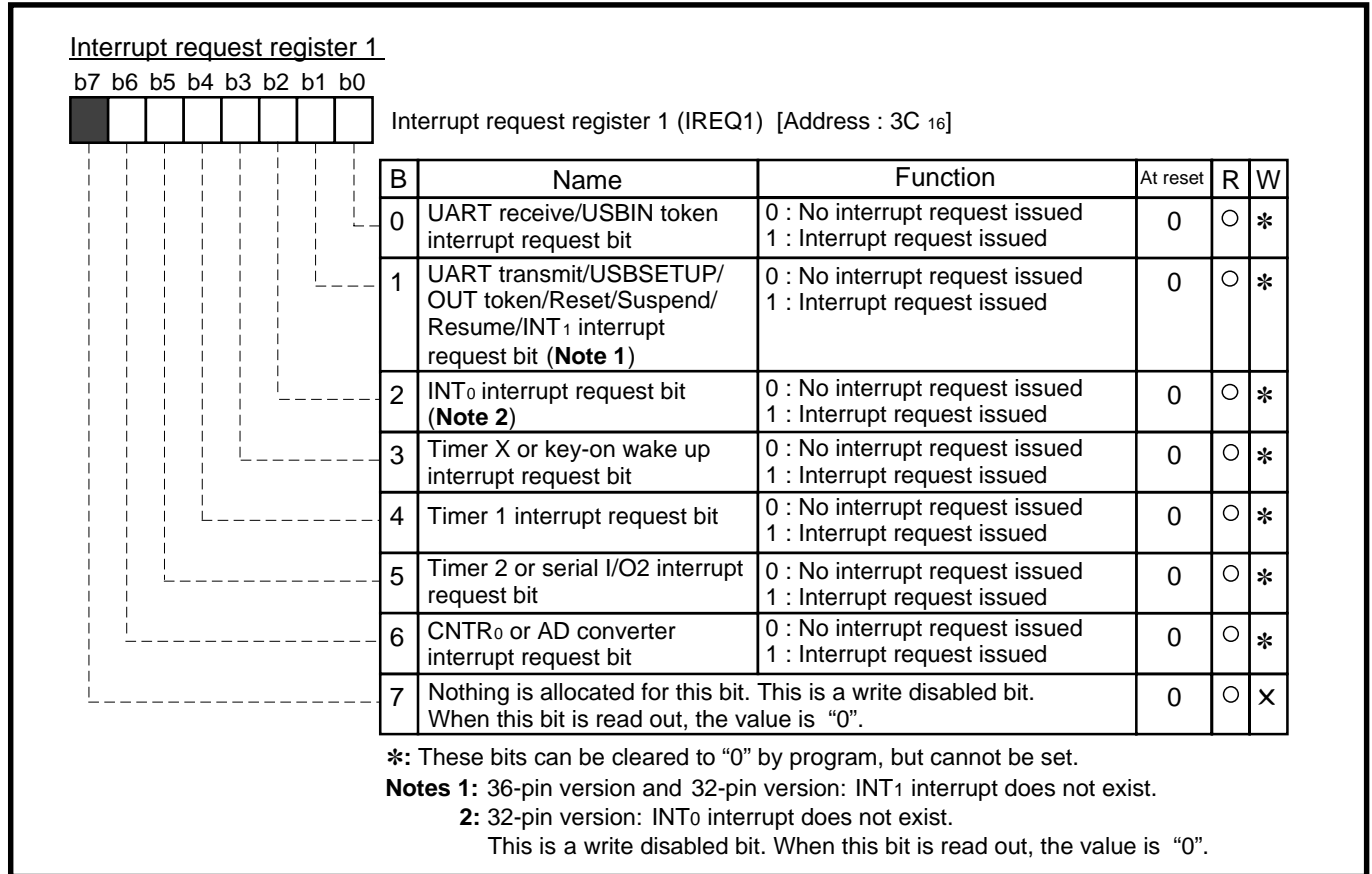 Interrupt request register 1
b7 b6 b5 b4 b3 b2 b1 b0
Interrupt request register 1 (IREQ1) [Address : 3C 16]
B Name Function At reset R W
0 UART receive/USBIN token interrupt request bit 0 : No interrupt request issued 1 : Interrupt request issued 0 ○ ✻
1 UART transmit/USBSETUP/ OUT token/Reset/Suspend/ Resume/INT1 interrupt request bit (Note 1) 0 : No interrupt request issued 1 : Interrupt request issued 0 ○ ✻
2 INT0 interrupt request bit (Note 2) 0 : No interrupt request issued 1 : Interrupt request issued 0 ○ ✻
3 Timer X or key-on wake up interrupt request bit 0 : No interrupt request issued 1 : Interrupt request issued 0 ○ ✻
4 Timer 1 interrupt request bit 0 : No interrupt request issued 1 : Interrupt request issued 0 ○ ✻
5 Timer 2 or serial I/O2 interrupt request bit 0 : No interrupt request issued 1 : Interrupt request issued 0 ○ ✻
6 CNTR0 or AD converter interrupt request bit 0 : No interrupt request issued 1 : Interrupt request issued 0 ○ ✻
7 Nothing is allocated for this bit. This is a write disabled bit. When this bit is read out, the value is “0”. 0 ○ ✕
✻: These bits can be cleared to “0” by program, but cannot be set.
Notes 1: 36-pin version and 32-pin version: INT1 interrupt does not exist.
2: 32-pin version: INT0 interrupt does not exist.
This is a write disabled bit. When this bit is read out, the value is “0”.